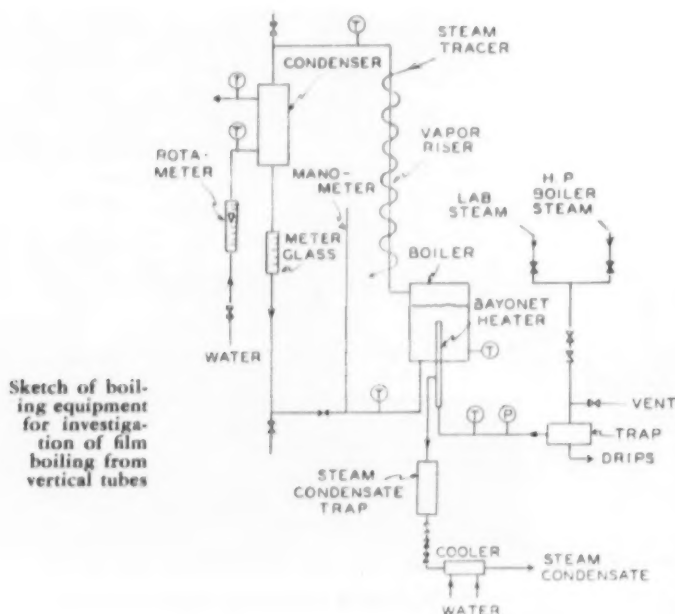 T
STEAM
TRACER
CONDENSER
T
T
VAPOR
RISER
ROTA-
METER
MANO-
METER
H.P
BOILER
STEAM
LAB
STEAM
METER
GLASS
BOILER
BAYONET
HEATER
WATER
T
Sketch of boil-
ing equipment
for investiga-
tion of film
boiling from
vertical tubes
T
T
P
VENT
TRAP
DRIPS
STEAM
CONDENSATE
TRAP
COOLER
STEAM
CONDENSATE
WATER